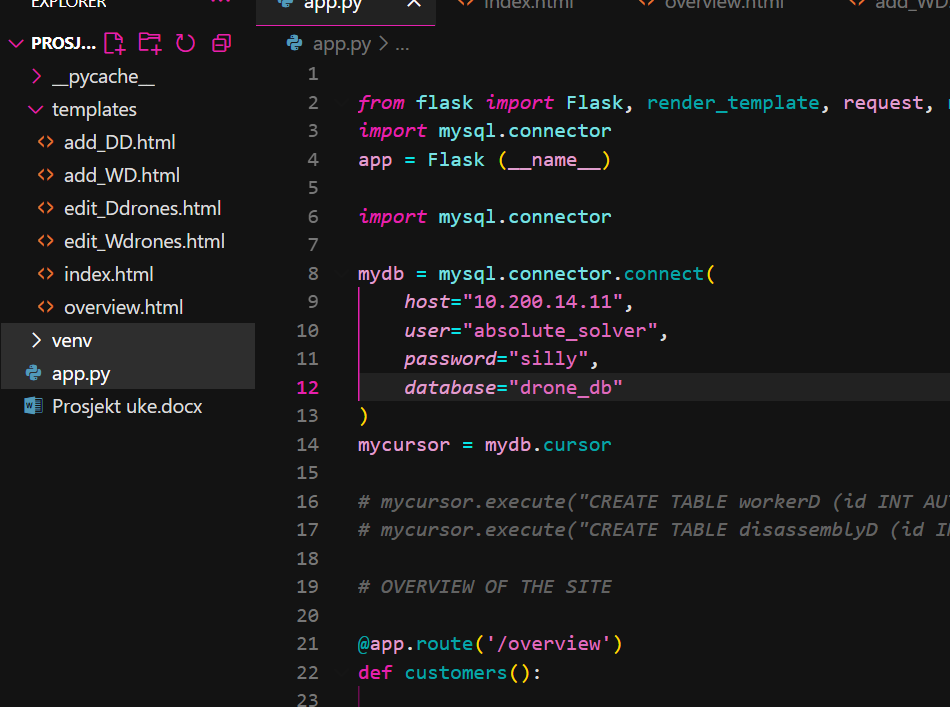 EXPLORER
app.py
index.html
overview.html
PROSJ...
__pycache__
templates
add_DD.html
add_WD.html
edit_Ddrones.html
edit_Wdrones.html
index.html
overview.html
venv
app.py
Prosjekt uke.docx
app.py > ...
1
2 from flask import Flask, render_template, request,
3 import mysql.connector
4 app = Flask (__name__)
5
6 import mysql.connector
7
8 mydb = mysql.connector.connect(
9 host="10.200.14.11",
10 user="absolute_solver",
11 password="silly",
12 database="drone_db"
13 )
14 mycursor = mydb.cursor
15
16 # mycursor.execute("CREATE TABLE workerD (id INT AU
17 # mycursor.execute("CREATE TABLE disassemblyD (id I
18
19 # OVERVIEW OF THE SITE
20
21 @app.route('/overview')
22 def customers():
23